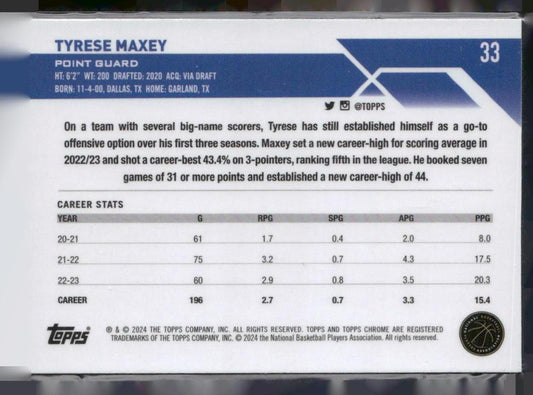 TYRESE MAXEY
33
POINT GUARD
HT: 6'2" WT: 200 DRAFTED: 2020 ACQ: VIA DRAFT
BORN: 11-4-00, DALLAS, TX HOME: GARLAND, TX
@TOPPS
On a team with several big-name scorers, Tyrese has still established himself as a go-to
offensive option over his first three seasons. Maxey set a new career-high for scoring average in
2022/23 and shot a career-best 43.4% on 3-pointers, ranking fifth in the league. He booked seven
games of 31 or more points and established a new career-high of 44.
CAREER STATS
YEAR G RPG SPG APG PPG
20-21 61 1.7 0.4 2.0 8.0
21-22 75 3.2 0.7 4.3 17.5
22-23 60 2.9 0.8 3.5 20.3
CAREER 196 2.7 0.7 3.3 15.4
Topps
® & © 2024 THE TOPPS COMPANY, INC. ALL RIGHTS RESERVED. TOPPS AND TOPPS CHROME ARE REGISTERED
TRADEMARKS OF THE TOPPS COMPANY, INC. © 2024 the National Basketball Players Association. All rights reserved.